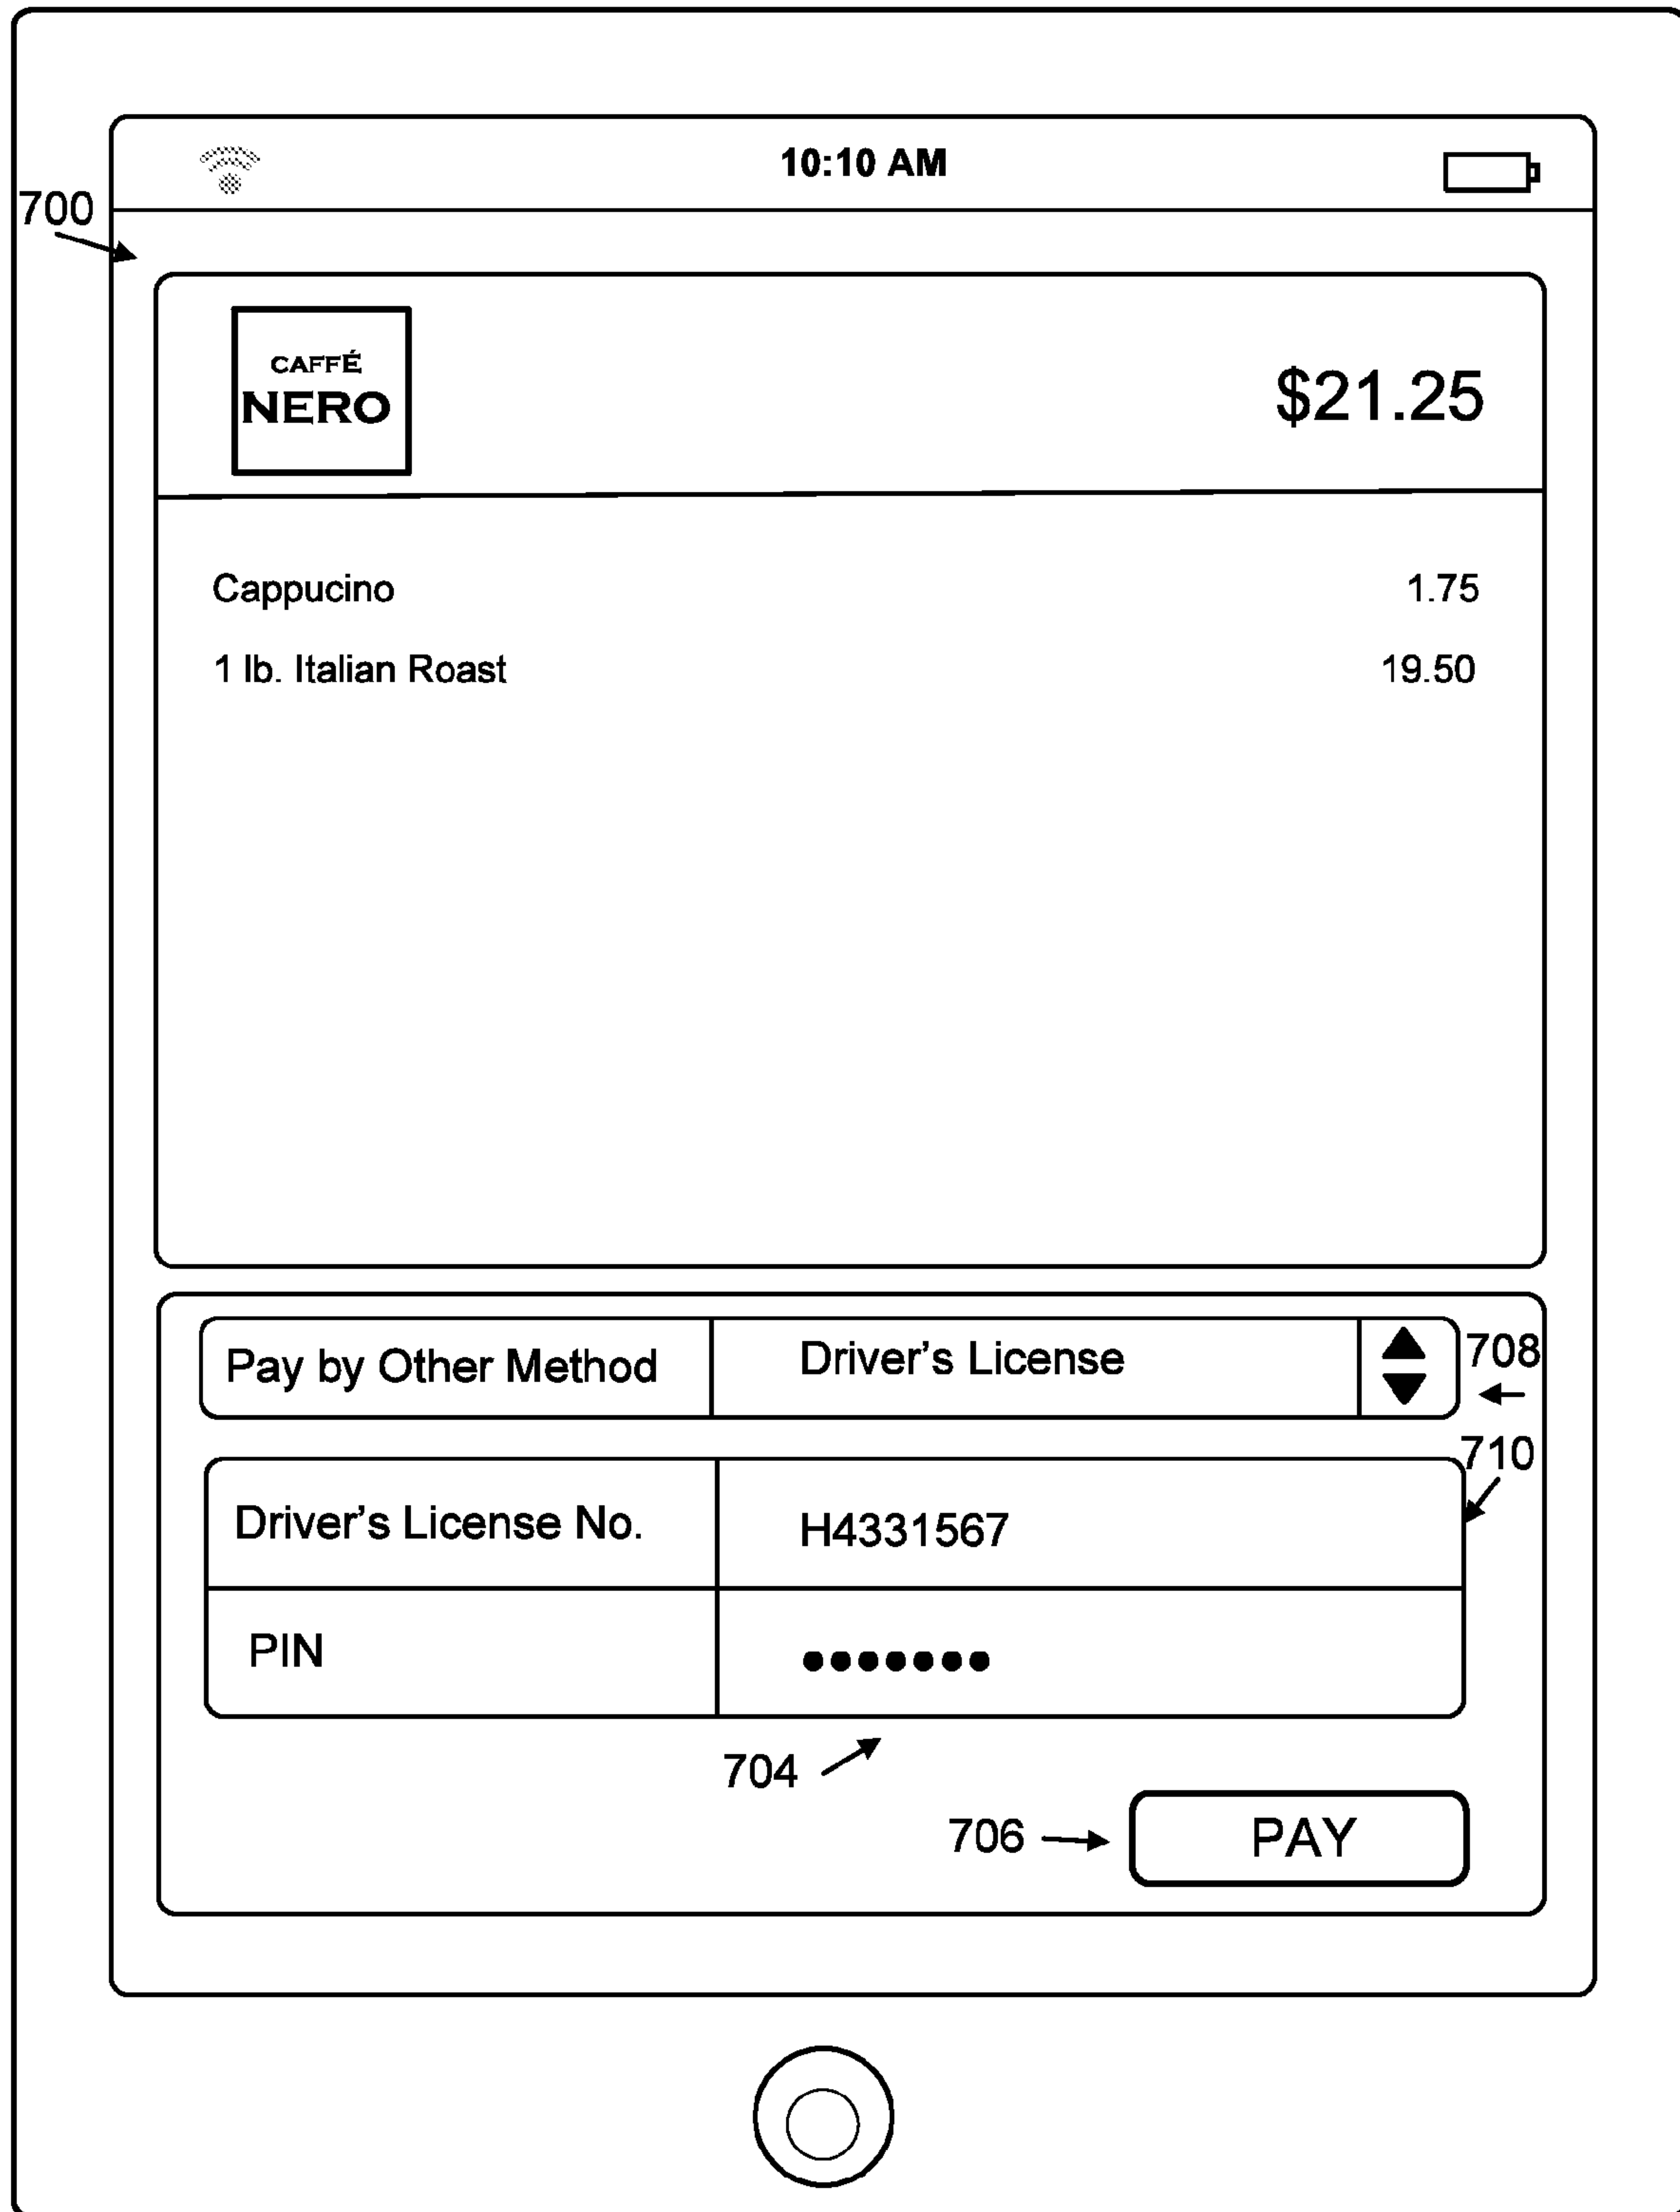 10:10 AM
700
CAFFÉ
NERO
$21.25
Cappucino 1.75
1 lb. Italian Roast 19.50
Pay by Other Method Driver's License 708
710
Driver's License No. H4331567
PIN •••••••
704
706 PAY